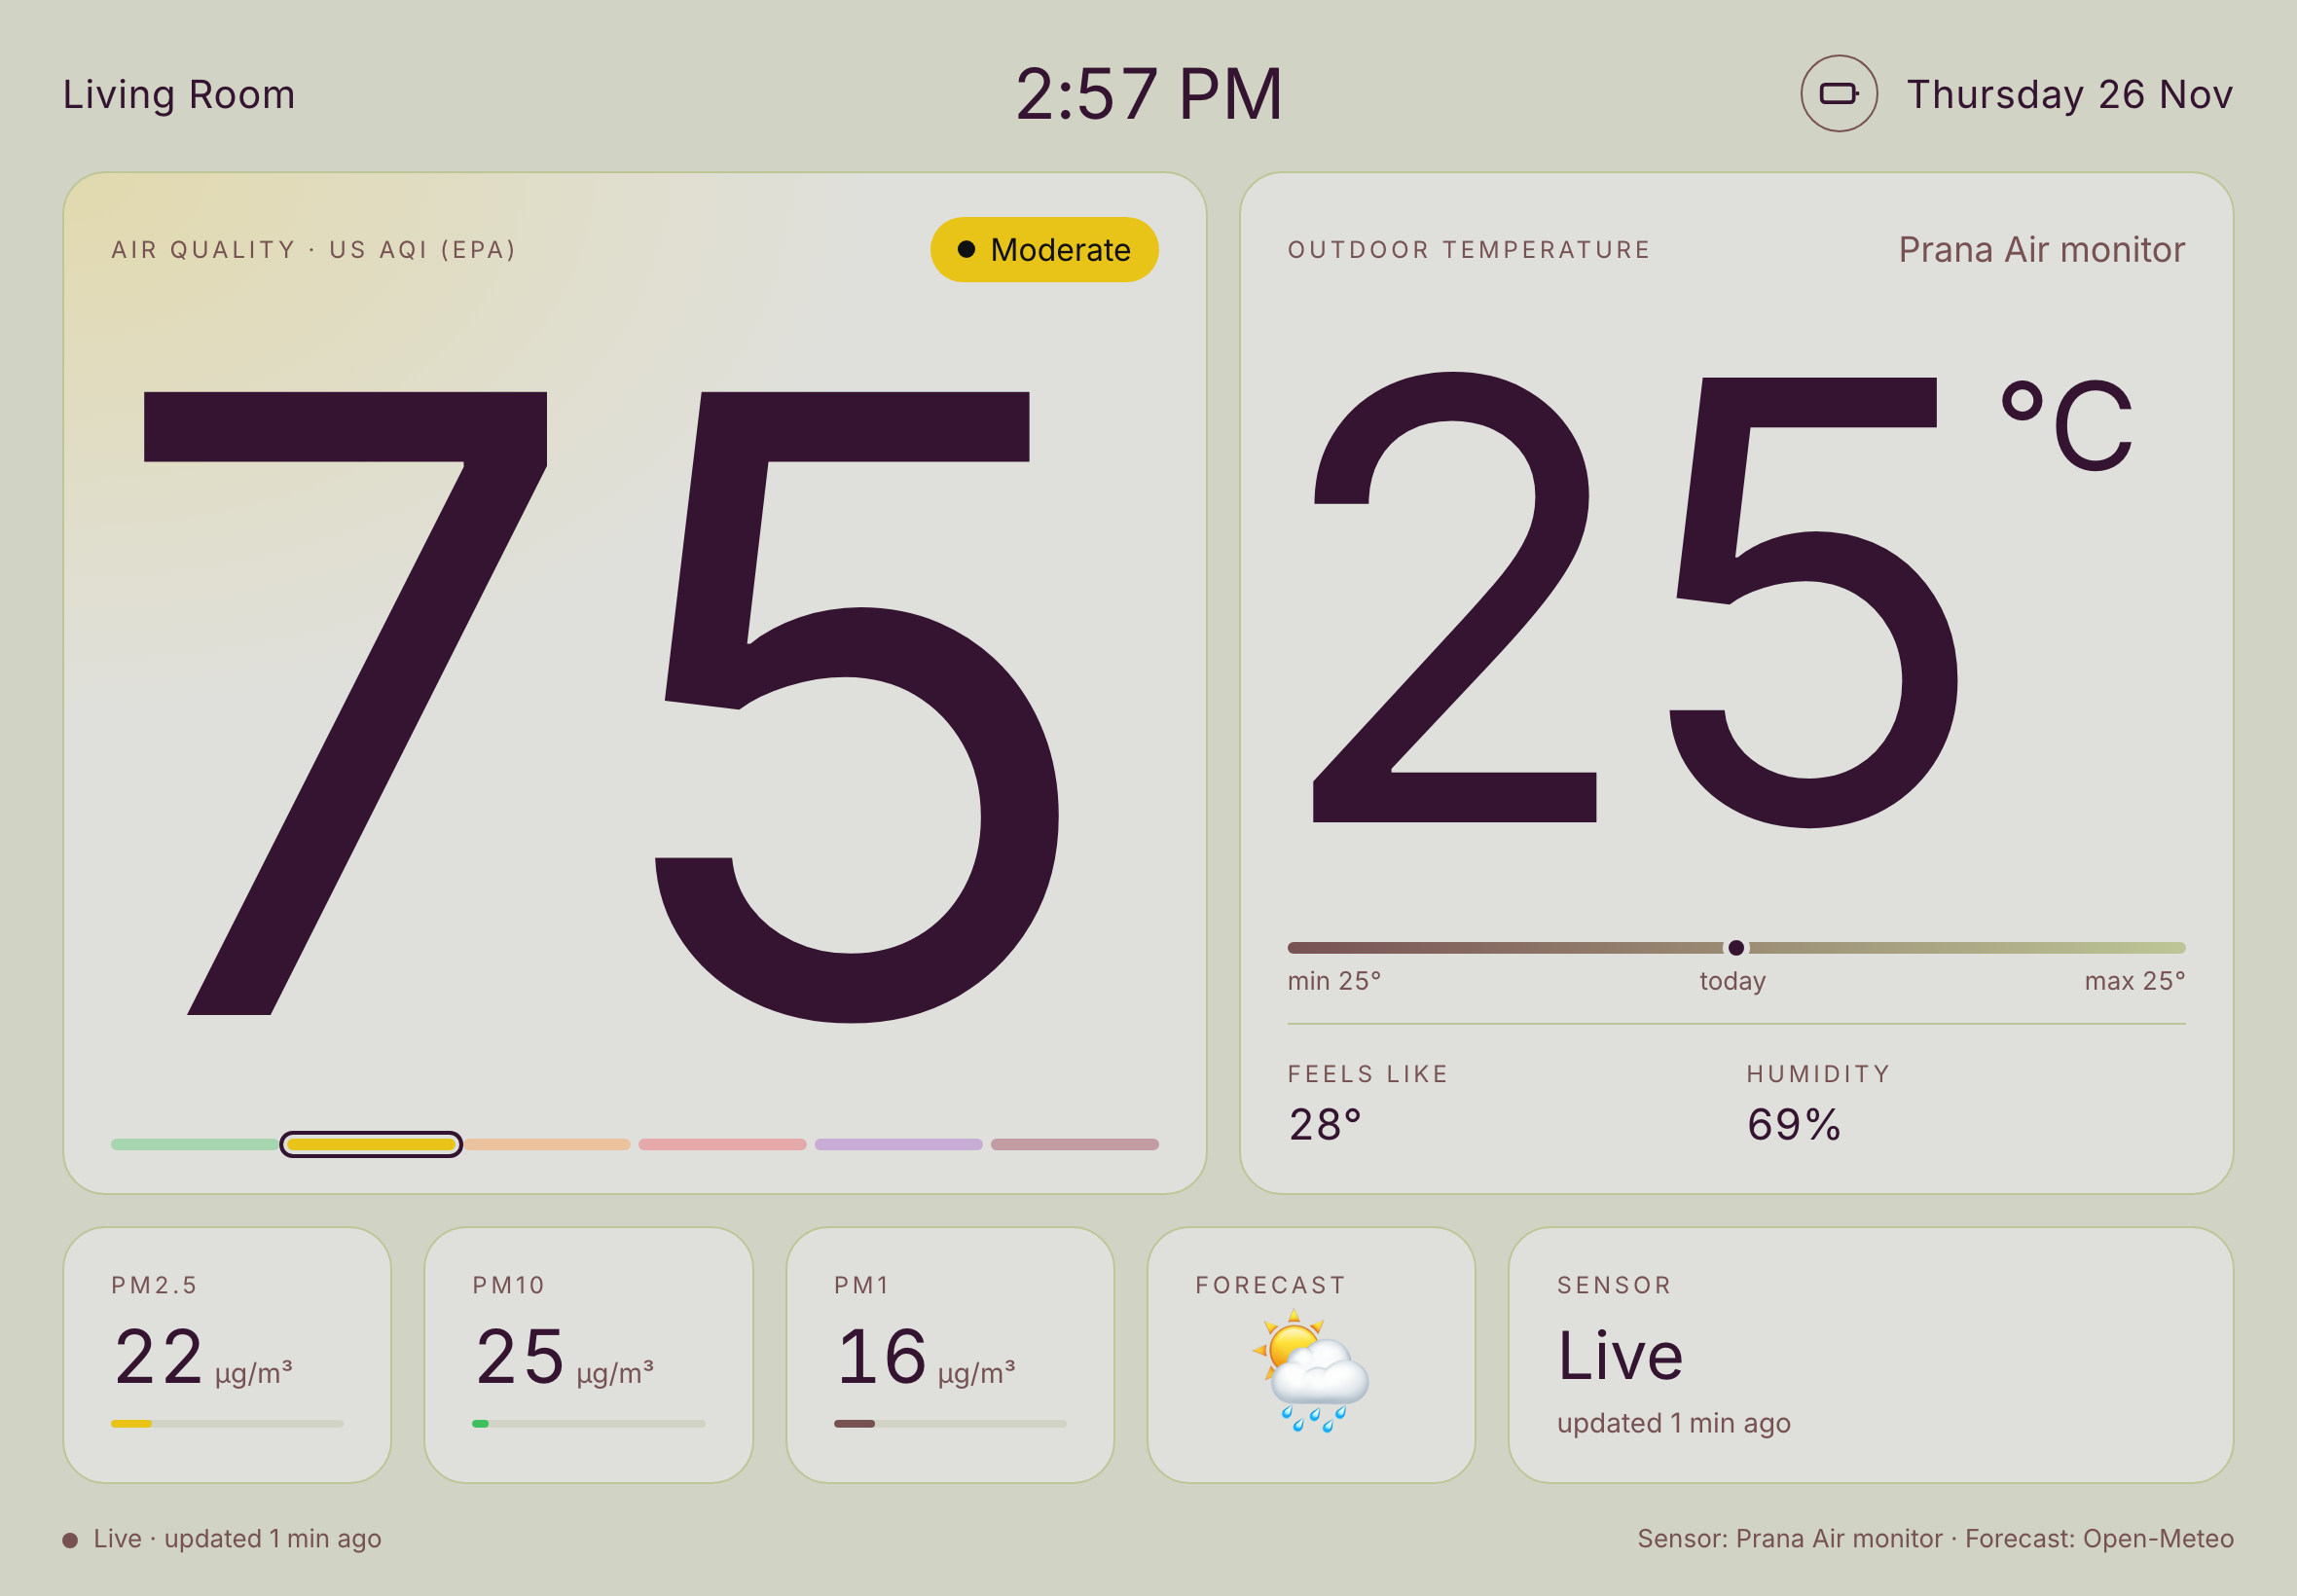 Living Room
2:57 PM
Thursday 26 Nov
AIR QUALITY · US AQI (EPA)
Moderate
75
OUTDOOR TEMPERATURE
Prana Air monitor
25 °C
min 25°
today
max 25°
FEELS LIKE
28°
HUMIDITY
69%
PM2.5
22 µg/m³
PM10
25 µg/m³
PM1
16 µg/m³
FORECAST
SENSOR
Live
updated 1 min ago
Live · updated 1 min ago
Sensor: Prana Air monitor · Forecast: Open-Meteo